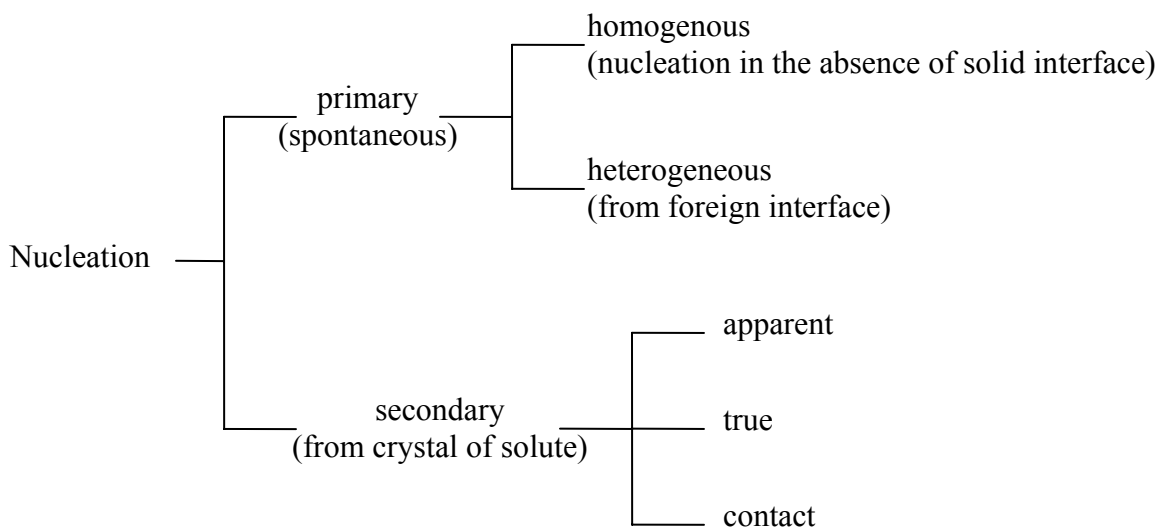 homogenous
(nucleation in the absence of solid interface)
primary
(spontaneous)
heterogeneous
(from foreign interface)
Nucleation
apparent
secondary
(from crystal of solute)
true
contact